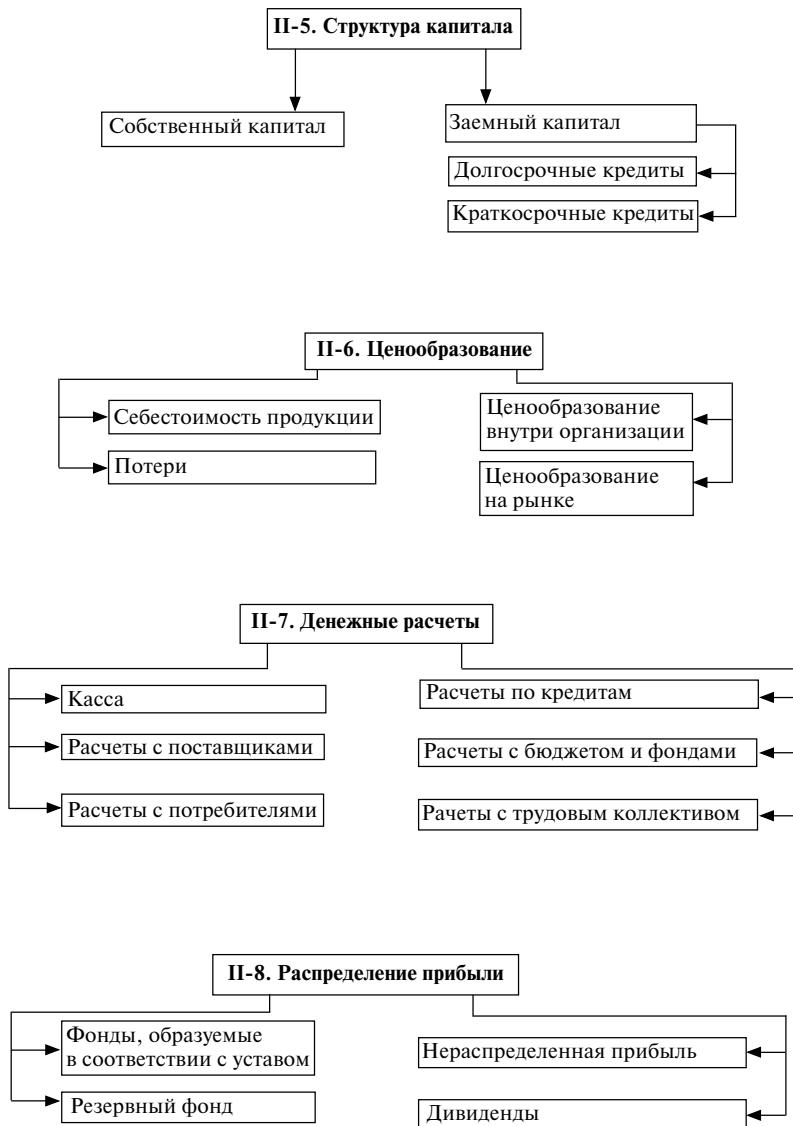 II-5. Структура капитала
Собственный капитал
Заемный капитал
Долгосрочные кредиты
Краткосрочные кредиты
II-6. Ценообразование
Себестоимость продукции
Потери
Ценообразование
внутри организации
Ценообразование
на рынке
II-7. Денежные расчеты
Касса
Расчеты с поставщиками
Расчеты с потребителями
Расчеты по кредитам
Расчеты с бюджетом и фондами
Рачеты с трудовым коллективом
II-8. Распределение прибыли
Фонды, образуемые
в соответствии с уставом
Резервный фонд
Нераспределенная прибыль
Дивиденды